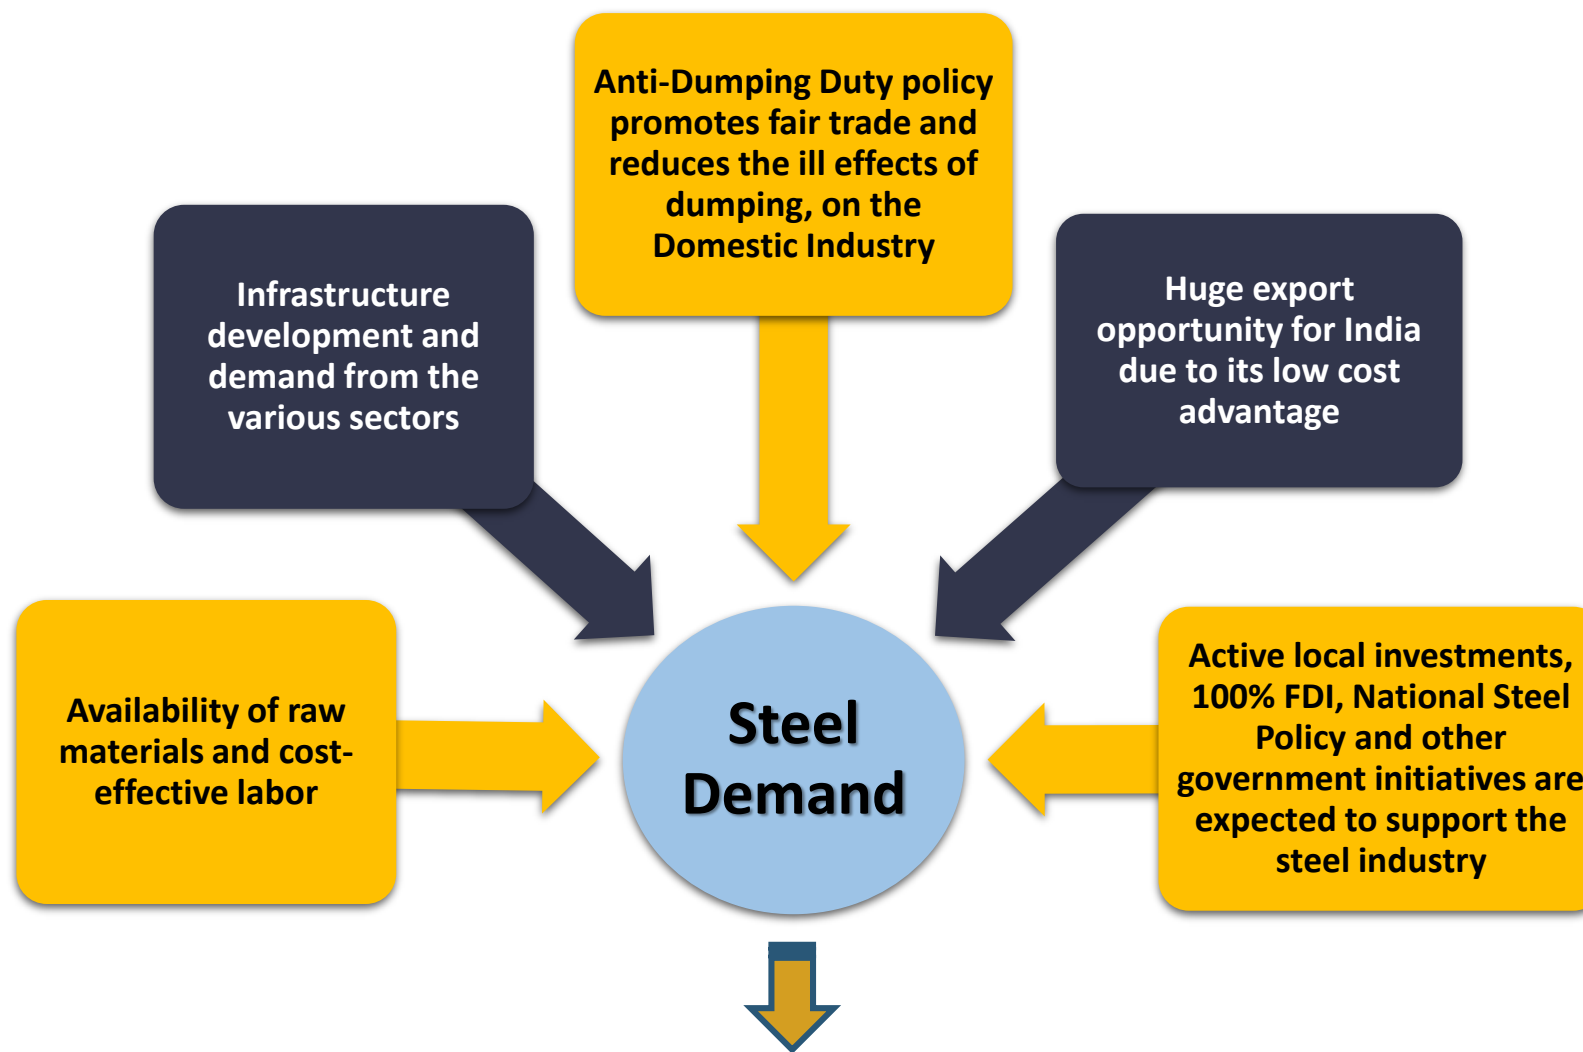 Anti-Dumping Duty policy
promotes fair trade and
reduces the ill effects of
dumping, on the
Domestic Industry
Infrastructure
development and
demand from the
various sectors
Huge export
opportunity for India
due to its low cost
advantage
Availability of raw
materials and cost-
effective labor
Steel
Demand
Active local investments,
100% FDI, National Steel
Policy and other
government initiatives are
expected to support the
steel industry